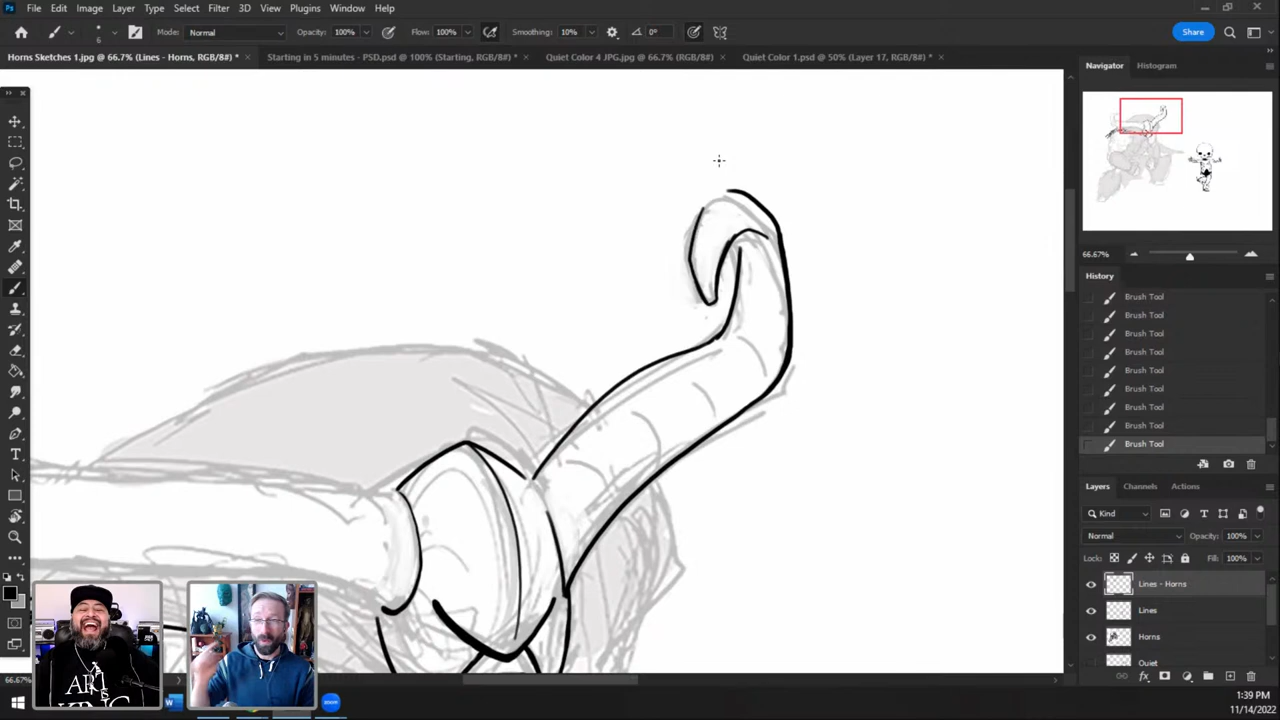 File Edit Image Layer Type Select Filter 3D View Plugins Window Help
Mode: Normal Opacity: 100% Flow: 100% Smoothing: 10% 0° Share
6
Horns Sketches 1.jpg @ 66.7% (Lines - Horns, RGB/8#) * × Starting in 5 minutes - PSD.psd @ 100% (Starting, RGB/8#) * × Quiet Color 4 JPG.jpg @ 66.7% (RGB/8#) × Quiet Color 1.psd @ 50% (Layer 17, RGB/8#) * ×
Navigator Histogram
66.67%
History
Brush Tool
Brush Tool
Brush Tool
Brush Tool
Brush Tool
Brush Tool
Brush Tool
Brush Tool
Brush Tool
Layers Channels Actions
Kind
Normal Opacity: 100%
Lock: Fill: 100%
Lines - Horns
Lines
Horns
Quiet
66.67%
ART
KING
W
zoom
1:39 PM
11/14/2022